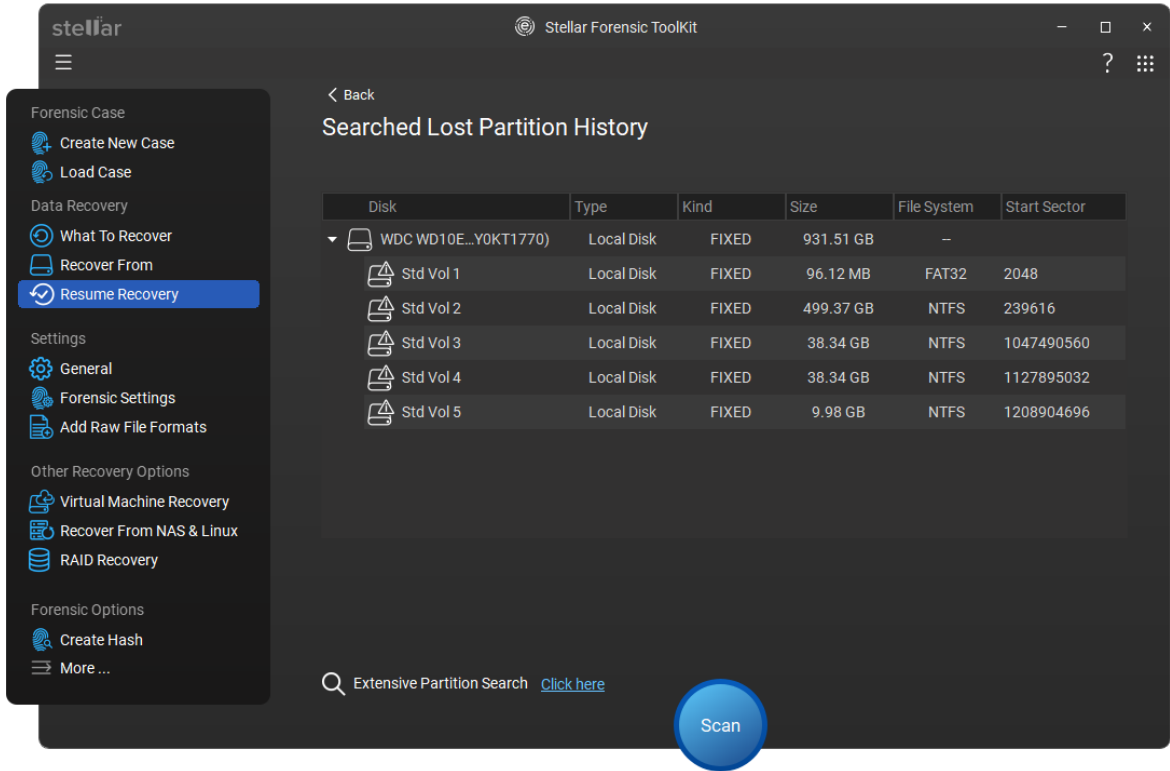 stellar
Stellar Forensic ToolKit
?
Forensic Case
Create New Case
Load Case
Data Recovery
What To Recover
Recover From
Resume Recovery
Settings
General
Forensic Settings
Add Raw File Formats
Other Recovery Options
Virtual Machine Recovery
Recover From NAS & Linux
RAID Recovery
Forensic Options
Create Hash
More ...
Back
Searched Lost Partition History
Disk Type Kind Size File System Start Sector
WDC WD10E...Y0KT1770) Local Disk FIXED 931.51 GB --
Std Vol 1 Local Disk FIXED 96.12 MB FAT32 2048
Std Vol 2 Local Disk FIXED 499.37 GB NTFS 239616
Std Vol 3 Local Disk FIXED 38.34 GB NTFS 1047490560
Std Vol 4 Local Disk FIXED 38.34 GB NTFS 1127895032
Std Vol 5 Local Disk FIXED 9.98 GB NTFS 1208904696
Extensive Partition Search Click here
Scan